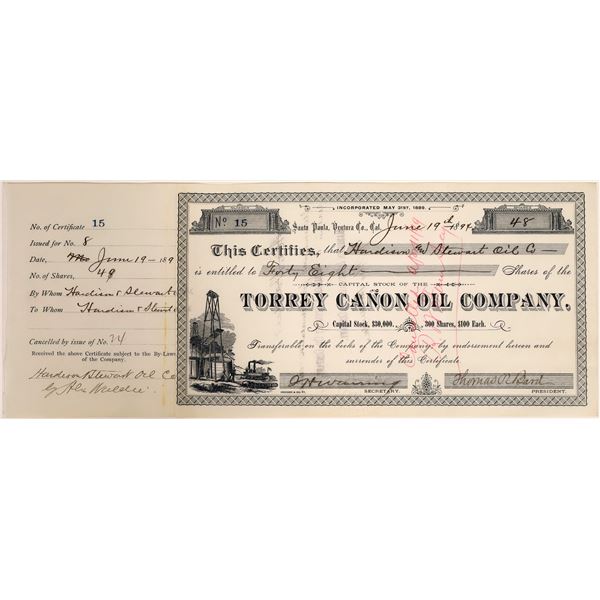 No. of Certificate 15
Issued for No. 8
Date, June 19 - 189
No. of Shares,
48
By Whom Hardison & Stewart
To Whom Hardison & Stewart
Cancelled by issue of No. 24
Received the above Certificate subject to the By-Laws
of the Company.
Hardison & Stewart Oil Co
INCORPORATED MAY 31ST, 1889.
No 15
Santa Paula, Ventura Co., Cal. June 19th 189
48
This Certifies, that Hardison & Stewart Oil Co
is entitled to Forty Eight Shares of the
CAPITAL STOCK OF THE
TORREY CAÑON OIL COMPANY.
Capital Stock, $30,000. 300 Shares, $100 Each.
Transferable on the books of the Company, by endorsement hereon and
surrender of this Certificate.
SECRETARY.
Thomas R Bard
PRESIDENT.